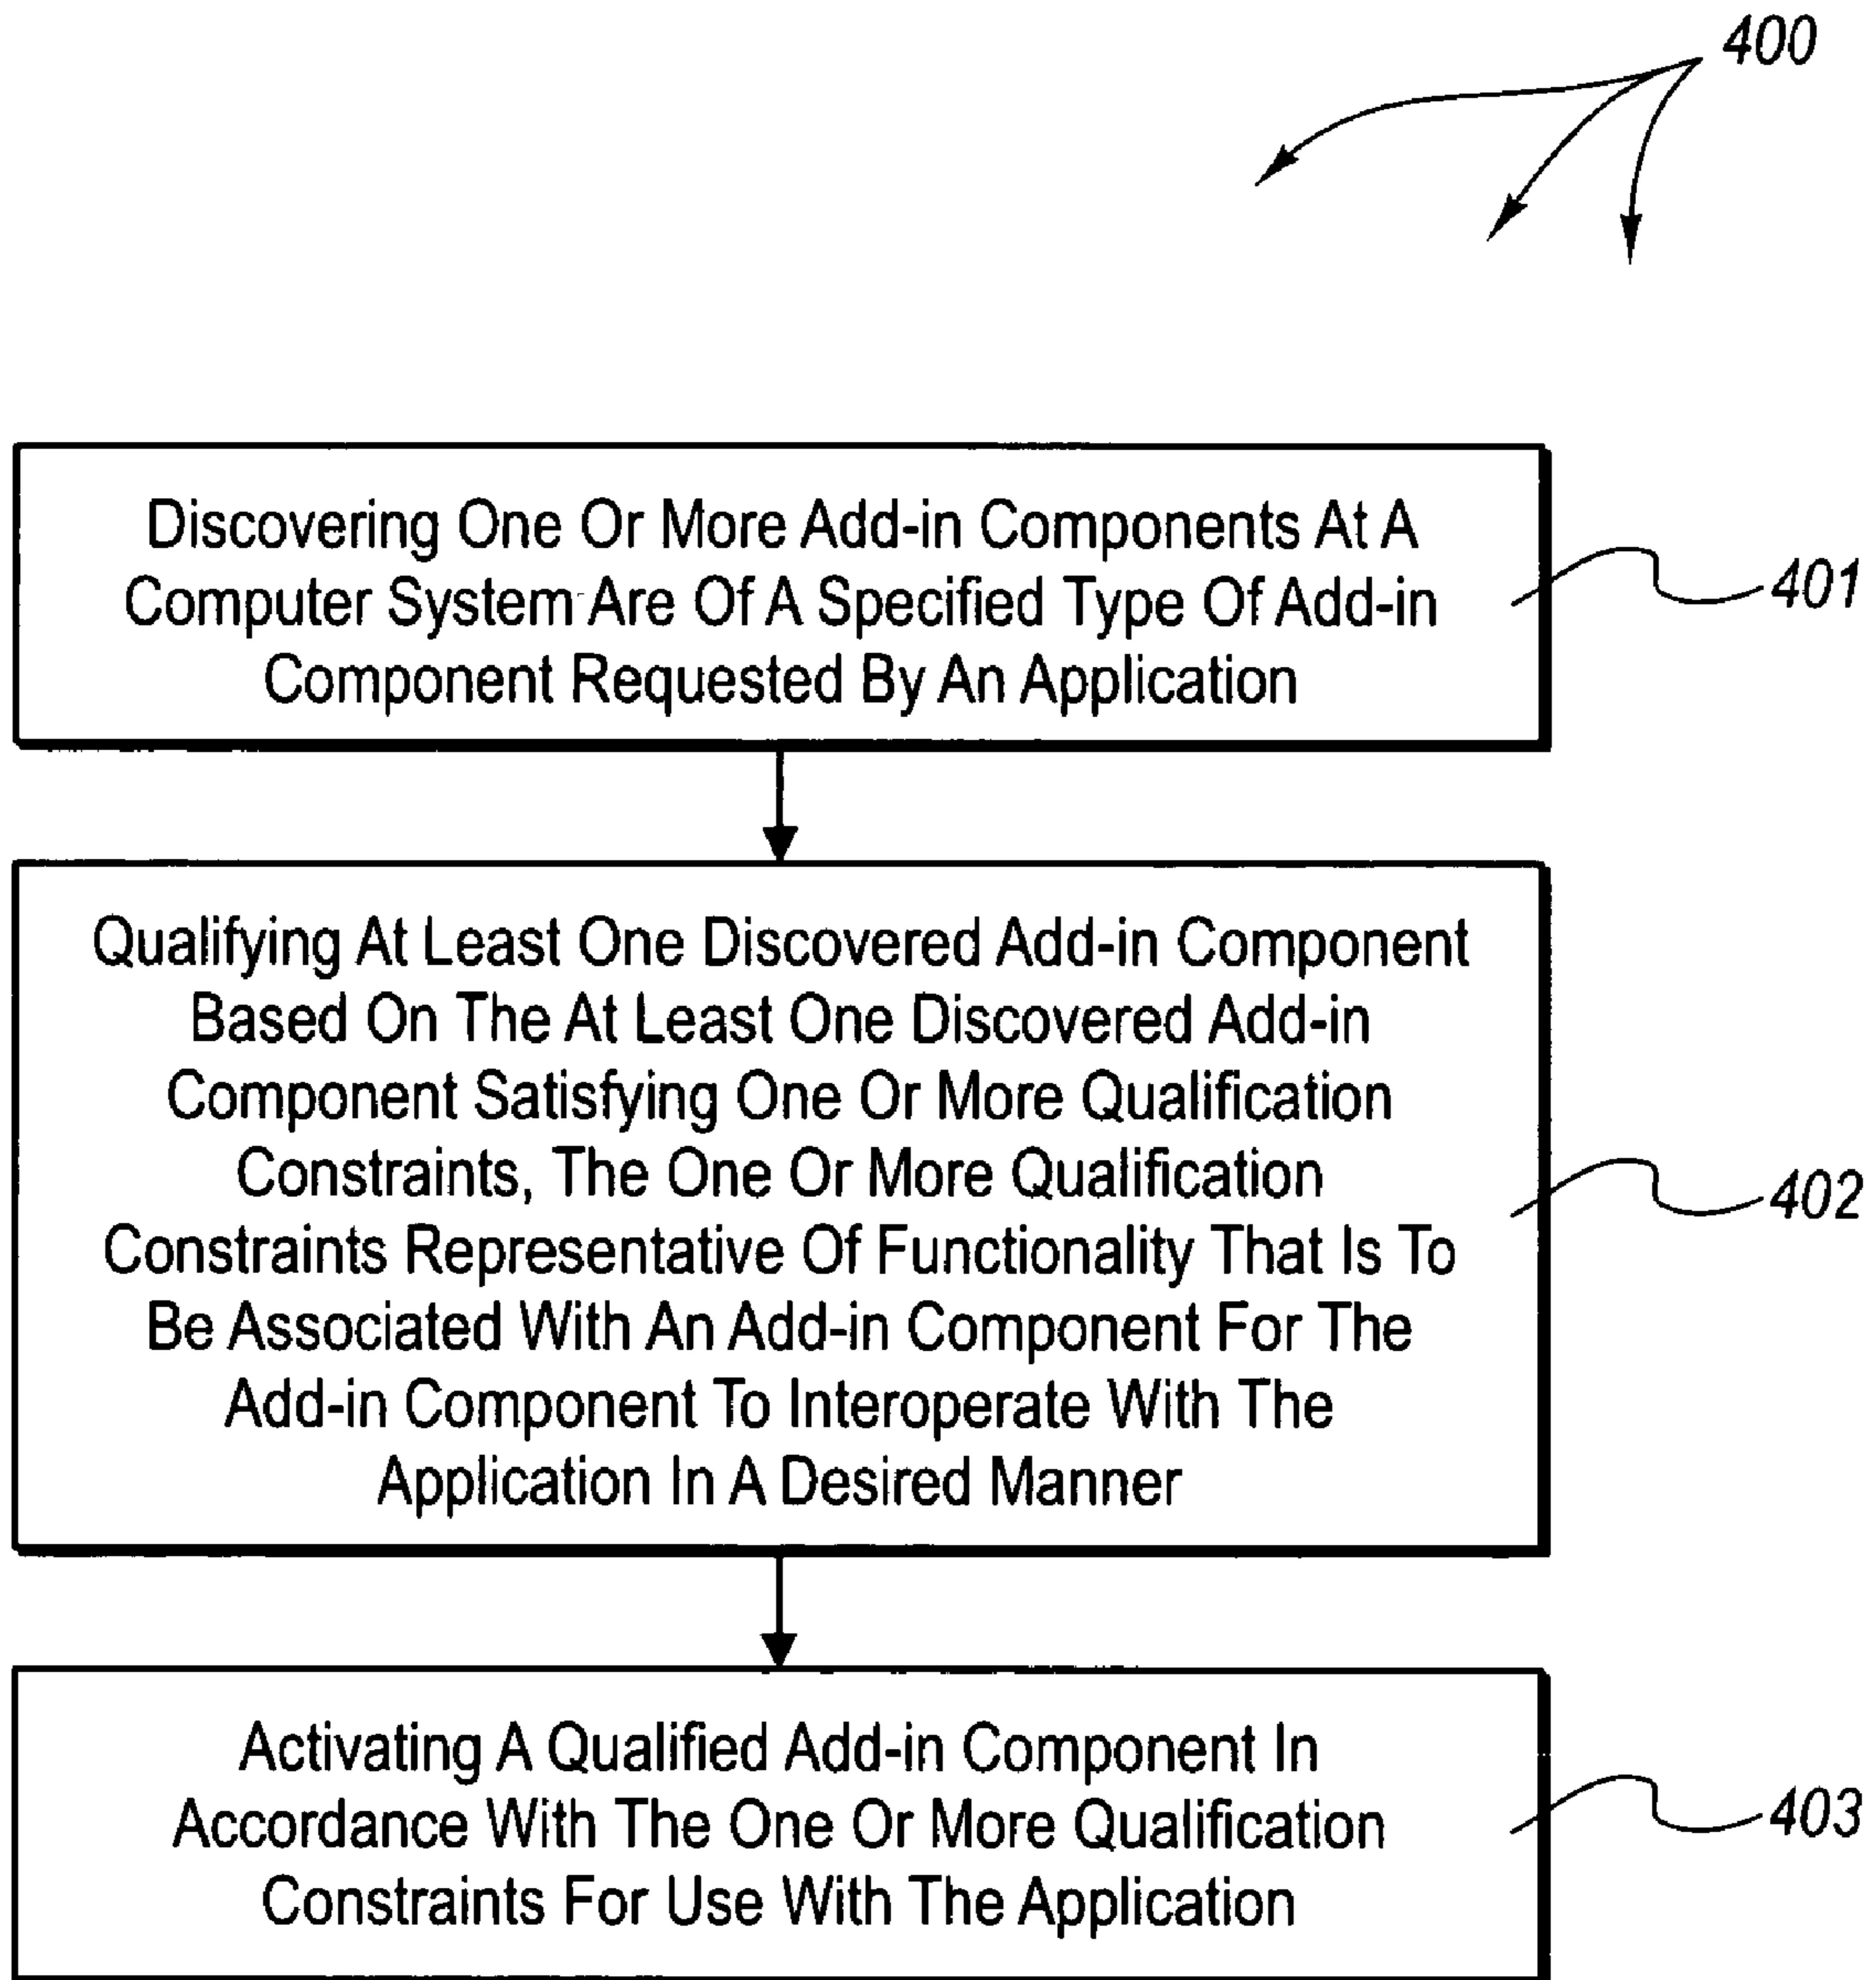 400
Discovering One Or More Add-in Components At A
Computer System Are Of A Specified Type Of Add-in
Component Requested By An Application
401
Qualifying At Least One Discovered Add-in Component
Based On The At Least One Discovered Add-in
Component Satisfying One Or More Qualification
Constraints, The One Or More Qualification
Constraints Representative Of Functionality That Is To
Be Associated With An Add-in Component For The
Add-in Component To Interoperate With The
Application In A Desired Manner
402
Activating A Qualified Add-in Component In
Accordance With The One Or More Qualification
Constraints For Use With The Application
403